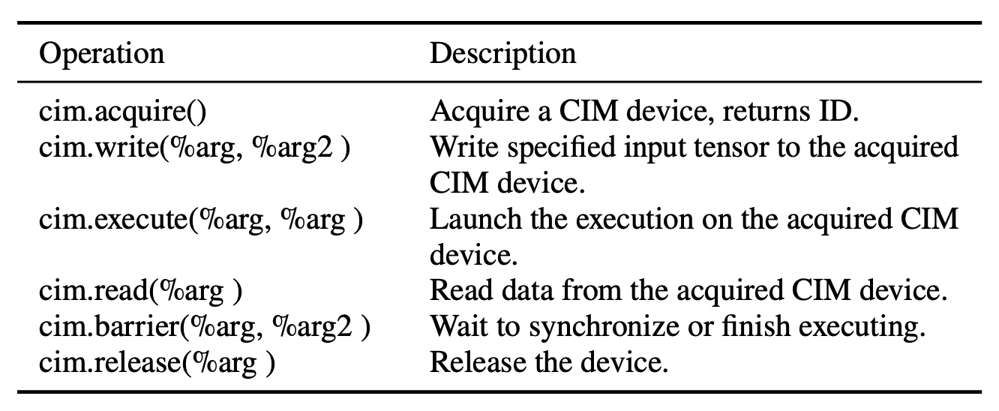 Operation Description
cim.acquire() Acquire a CIM device, returns ID.
cim.write(%arg, %arg2 ) Write specified input tensor to the acquired
CIM device.
cim.execute(%arg, %arg ) Launch the execution on the acquired CIM
device.
cim.read(%arg ) Read data from the acquired CIM device.
cim.barrier(%arg, %arg2 ) Wait to synchronize or finish executing.
cim.release(%arg ) Release the device.